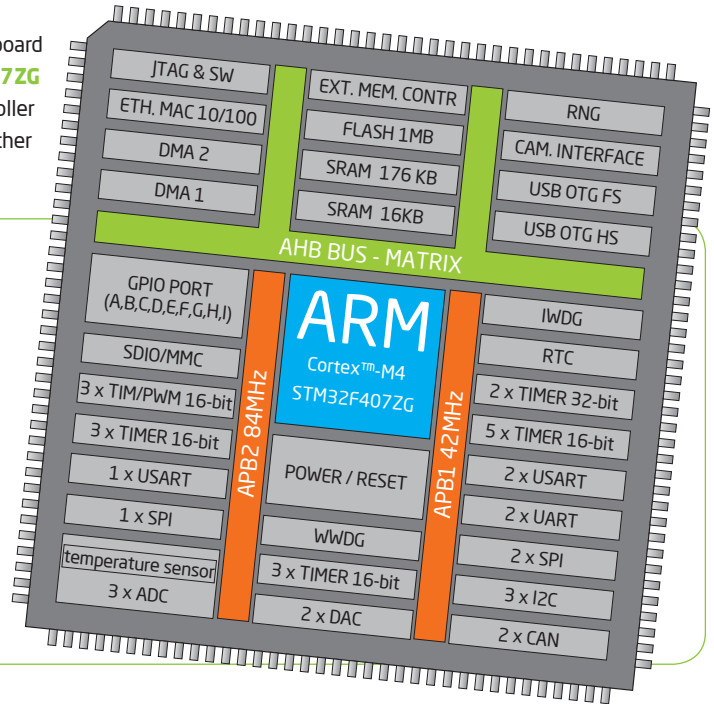 board
7ZG
oller
ther
JTAG & SW
ETH. MAC 10/100
DMA 2
DMA 1
EXT. MEM. CONTR
FLASH 1MB
SRAM 176 KB
SRAM 16KB
RNG
CAM. INTERFACE
USB OTG FS
USB OTG HS
AHB BUS - MATRIX
GPIO PORT
(A,B,C,D,E,F,G,H,I)
SDIO/MMC
3 x TIM/PWM 16-bit
3 x TIMER 16-bit
1 x USART
1 x SPI
temperature sensor
3 x ADC
APB2 84MHz
ARM
Cortex™-M4
STM32F407ZG
POWER / RESET
WWDG
3 x TIMER 16-bit
2 x DAC
APB1 42MHz
IWDG
RTC
2 x TIMER 32-bit
5 x TIMER 16-bit
2 x USART
2 x UART
2 x SPI
3 x I2C
2 x CAN